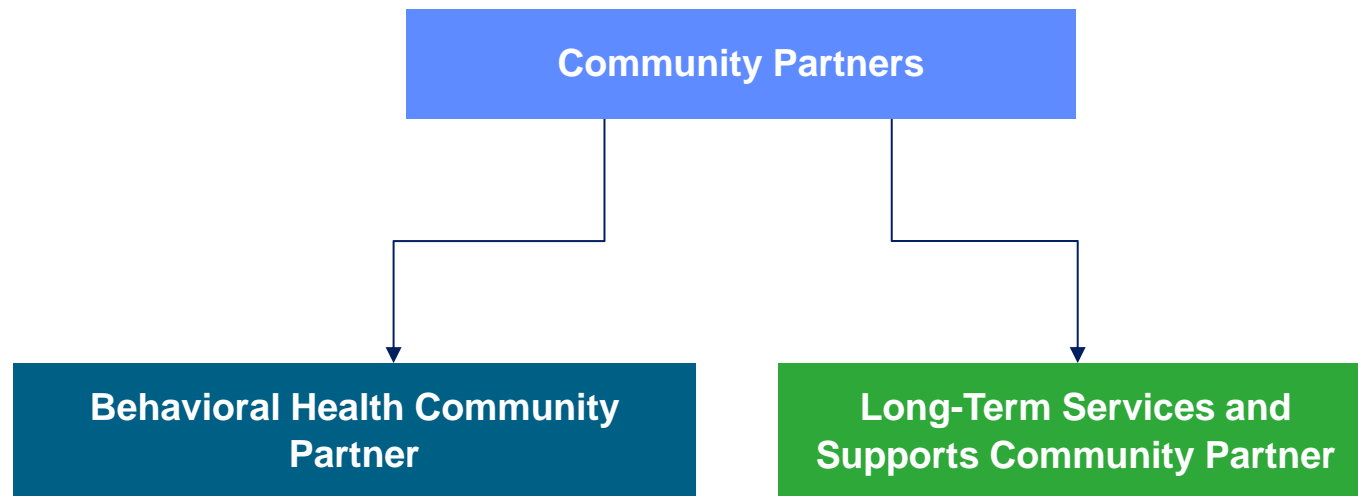 Community Partners
Behavioral Health Community
Partner
Long-Term Services and
Supports Community Partner